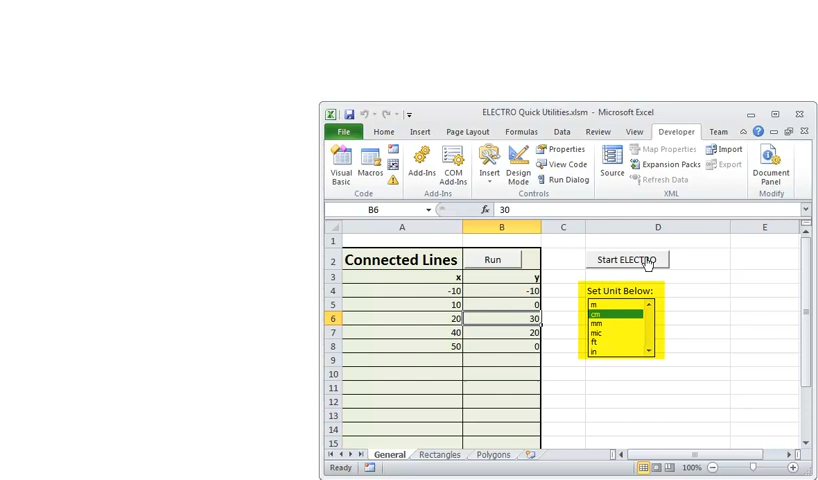 ELECTRO Quick Utilities.xlsm - Microsoft Excel
File Home Insert Page Layout Formulas Data Review View Developer Team
Visual Basic
Macros
Code
Add-Ins
COM Add-Ins
Add-Ins
Insert
Design Mode
Properties
View Code
Run Dialog
Controls
Source
Map Properties
Expansion Packs
Refresh Data
Import
Export
XML
Document Panel
Modify
B6 fx 30
A B C D E
1
2 Connected Lines Run Start ELECTRO
3 x y
4 -10 -10 Set Unit Below:
5 10 0 m
cm
6 20 30 mm
7 40 20 mic
ft
8 50 0 in
9
10
11
12
13
14
15
General Rectangles Polygons
Ready 100%